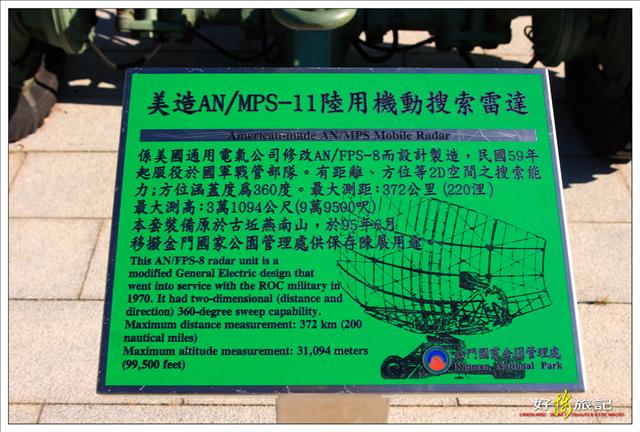 美造AN/MPS-11陸用機動搜索雷達
American-made AN/MPS Mobile Radar
係美國通用電氣公司修改AN/FPS-8而設計製造，民國59年
起服役於國軍戰管部隊。有距離、方位等2D空間之搜索能
力;方位涵蓋度為360度。最大測距:372公里 (220浬)
最大測高:3萬1094公尺(9萬9500呎)
本套裝備原於古坵燕南山，於95年6月
移撥金門國家公園管理處供保存陳展用途
This AN/FPS-8 radar unit is a
modified General Electric design that
went into service with the ROC military in
1970. It had two-dimensional (distance and
direction) 360-degree sweep capability.
Maximum distance measurement: 372 km (200
nautical miles)
Maximum altitude measurement: 31,094 meters
(99,500 feet)
金門國家公園管理處
Kinmen National Park
好傷旅記